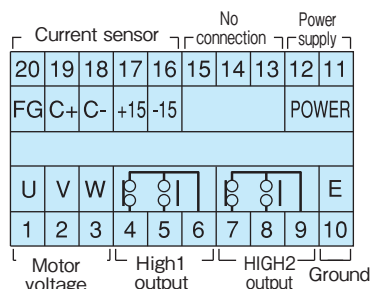 Current sensor
No connection
Power supply
20 19 18 17 16 15 14 13 12 11
FG C+ C- +15 -15 POWER
U V W E
1 2 3 4 5 6 7 8 9 10
Motor voltage
High1 output
HIGH2 output
Ground